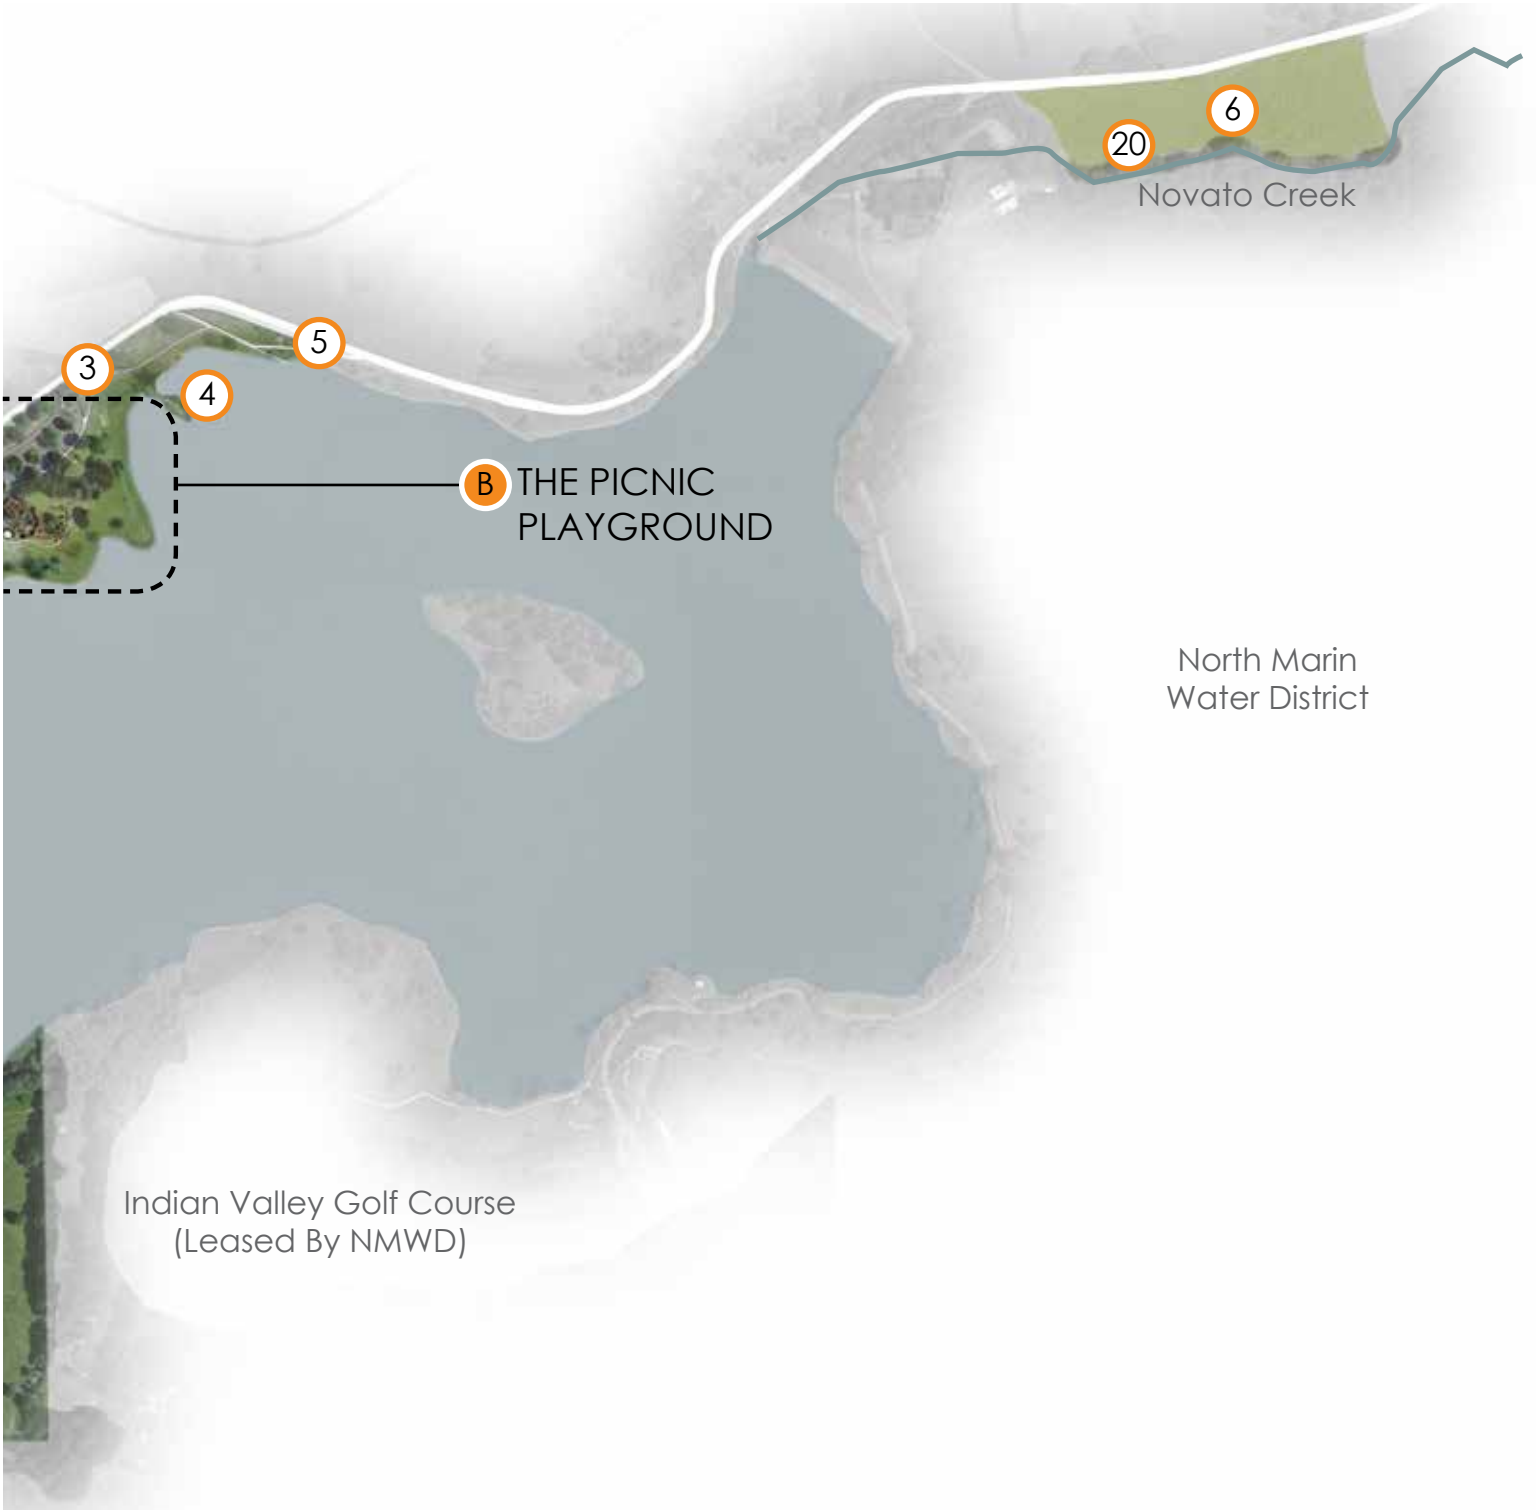 6
20
Novato Creek
5
3
4
B THE PICNIC
PLAYGROUND
North Marin
Water District
Indian Valley Golf Course
(Leased By NMWD)